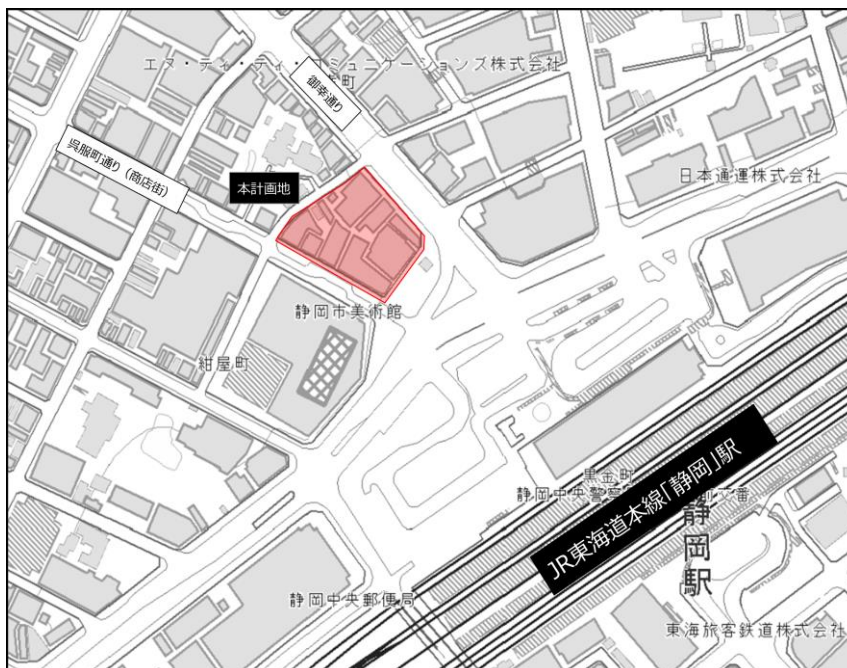 エヌ・ティ・ティ・コミュニケーションズ株式会社
町
御幸通り
呉服町通り（商店街）
本計画地
日本通運株式会社
静岡市美術館
紺屋町
黒金町
静岡中央警察
交番
JR東海道本線「静岡」駅
静岡駅
静岡中央郵便局
東海旅客鉄道株式会社